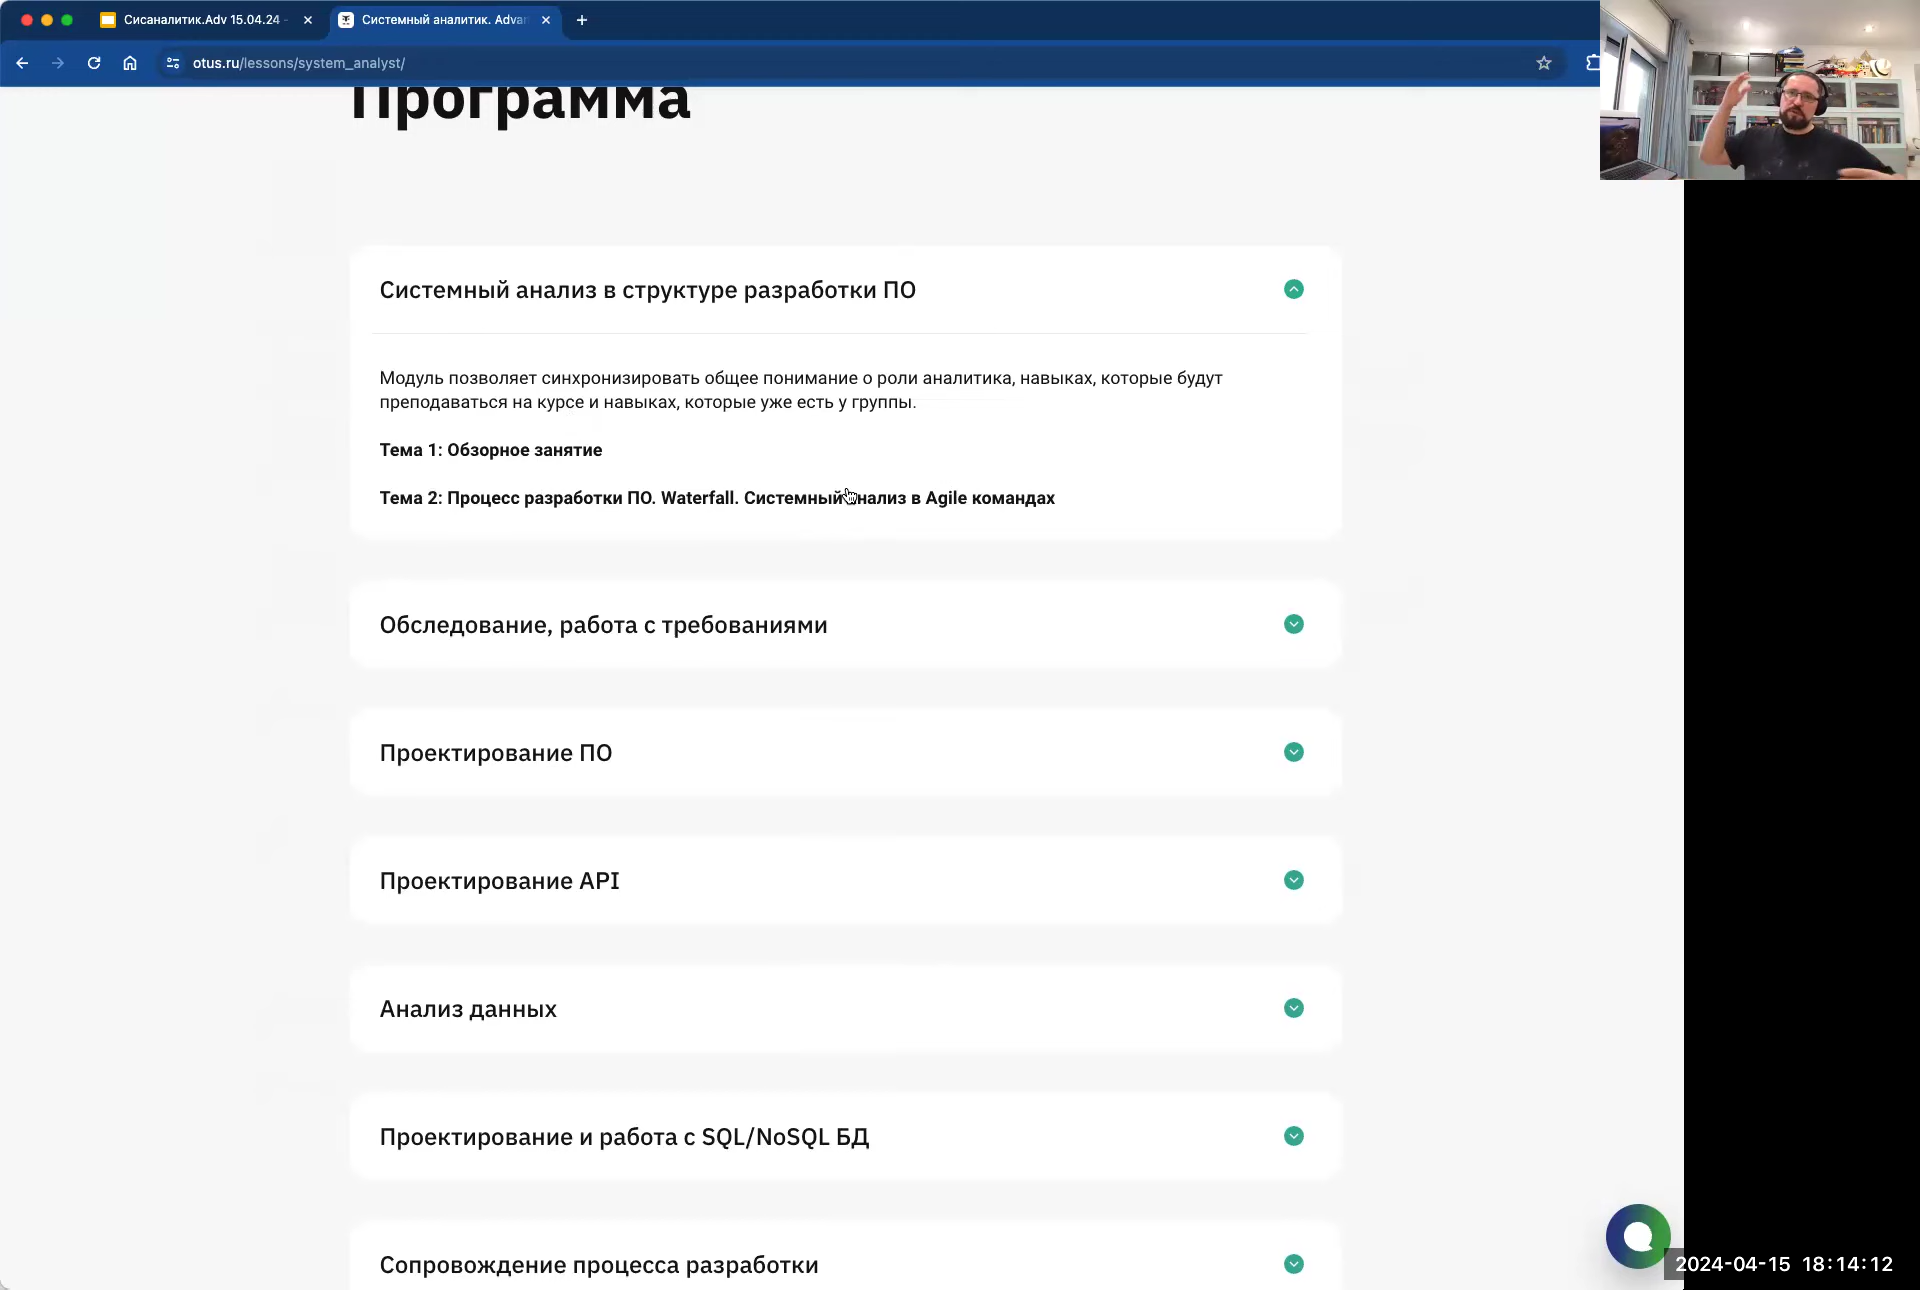 Сисаналитик.Adv 15.04.24 -
Системный аналитик. Advan
otus.ru/lessons/system_analyst/
Программа
Системный анализ в структуре разработки ПО
Модуль позволяет синхронизировать общее понимание о роли аналитика, навыках, которые будут
преподаваться на курсе и навыках, которые уже есть у группы.
Тема 1: Обзорное занятие
Тема 2: Процесс разработки ПО. Waterfall. Системный анализ в Agile командах
Обследование, работа с требованиями
Проектирование ПО
Проектирование API
Анализ данных
Проектирование и работа с SQL/NoSQL БД
Сопровождение процесса разработки
2024-04-15 18:14:12